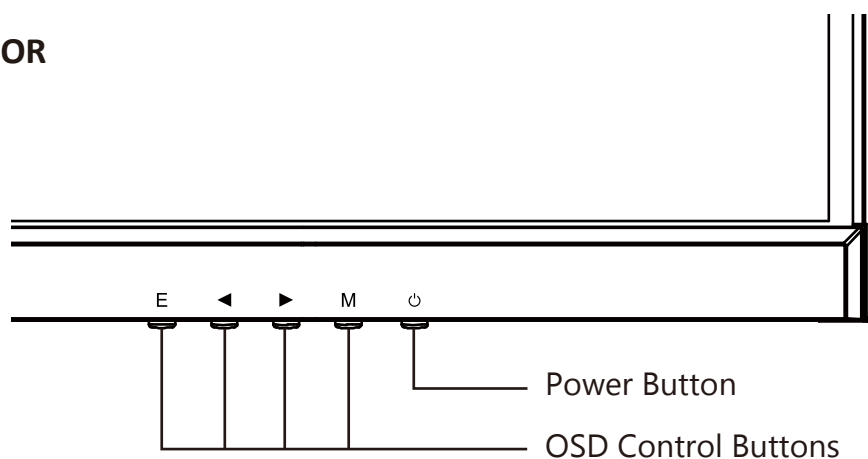 OR
E ◀ ▶ M ⏻
Power Button
OSD Control Buttons